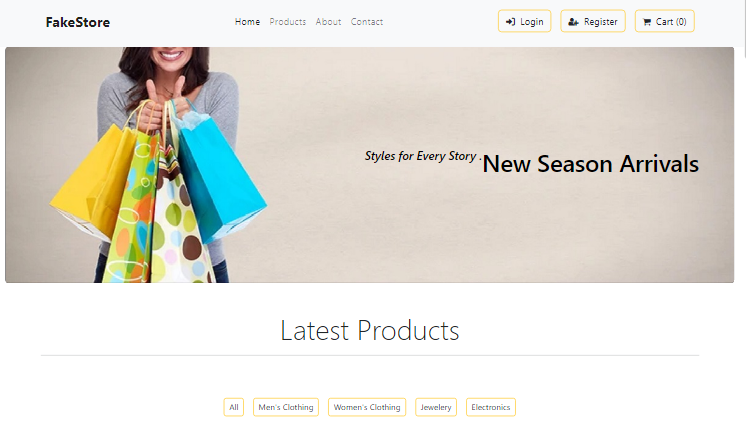 FakeStore Home Products About Contact Login Register Cart (0)
Styles for Every Story . New Season Arrivals
Latest Products
All Men's Clothing Women's Clothing Jewelery Electronics